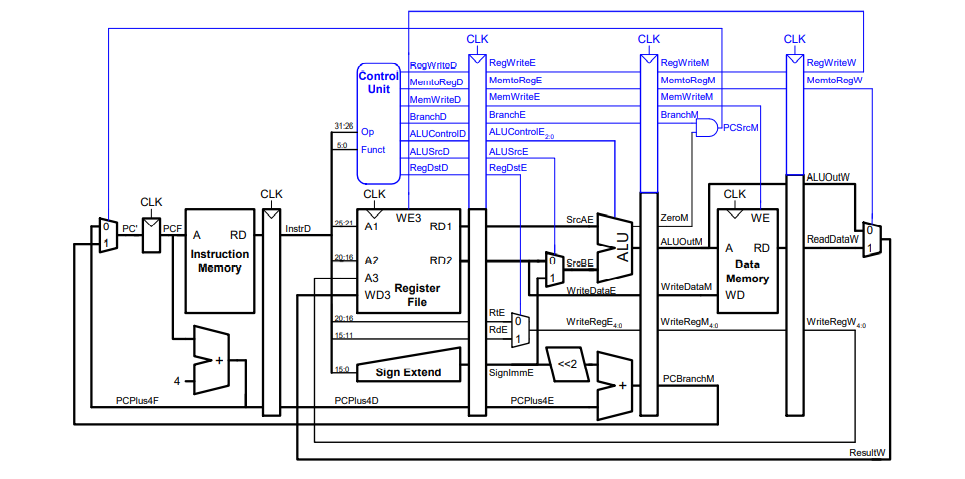 CLK
CLK
CLK
RegWriteD
RegWriteE
RegWriteM
RegWriteW
Control
Unit
MemtoRegD
MemtoRegE
MemtoRegM
MemtoRegW
MemWriteD
MemWriteE
MemWriteM
BranchD
BranchE
BranchM
31:26
Op
PCSrcM
ALUControlD
ALUControlE2:0
5:0
Funct
ALUSrcD
ALUSrcE
RegDstD
RegDstE
ALUOutW
CLK
CLK
CLK
CLK
0
1
PC'
PCF
A
RD
Instruction
Memory
InstrD
25:21
A1
WE3
RD1
SrcAE
ALU
ZeroM
WE
0
1
20:16
A2
RD2
0
1
SrcBE
ALUOutM
A
RD
Data
Memory
WD
ReadDataW
A3
WD3
Register
File
WriteDataE
WriteDataM
20:16
RtE
0
1
15:11
RdE
WriteRegE4:0
WriteRegM4:0
WriteRegW4:0
+
4
15:0
Sign Extend
SignImmE
<<2
+
PCBranchM
PCPlus4F
PCPlus4D
PCPlus4E
ResultW